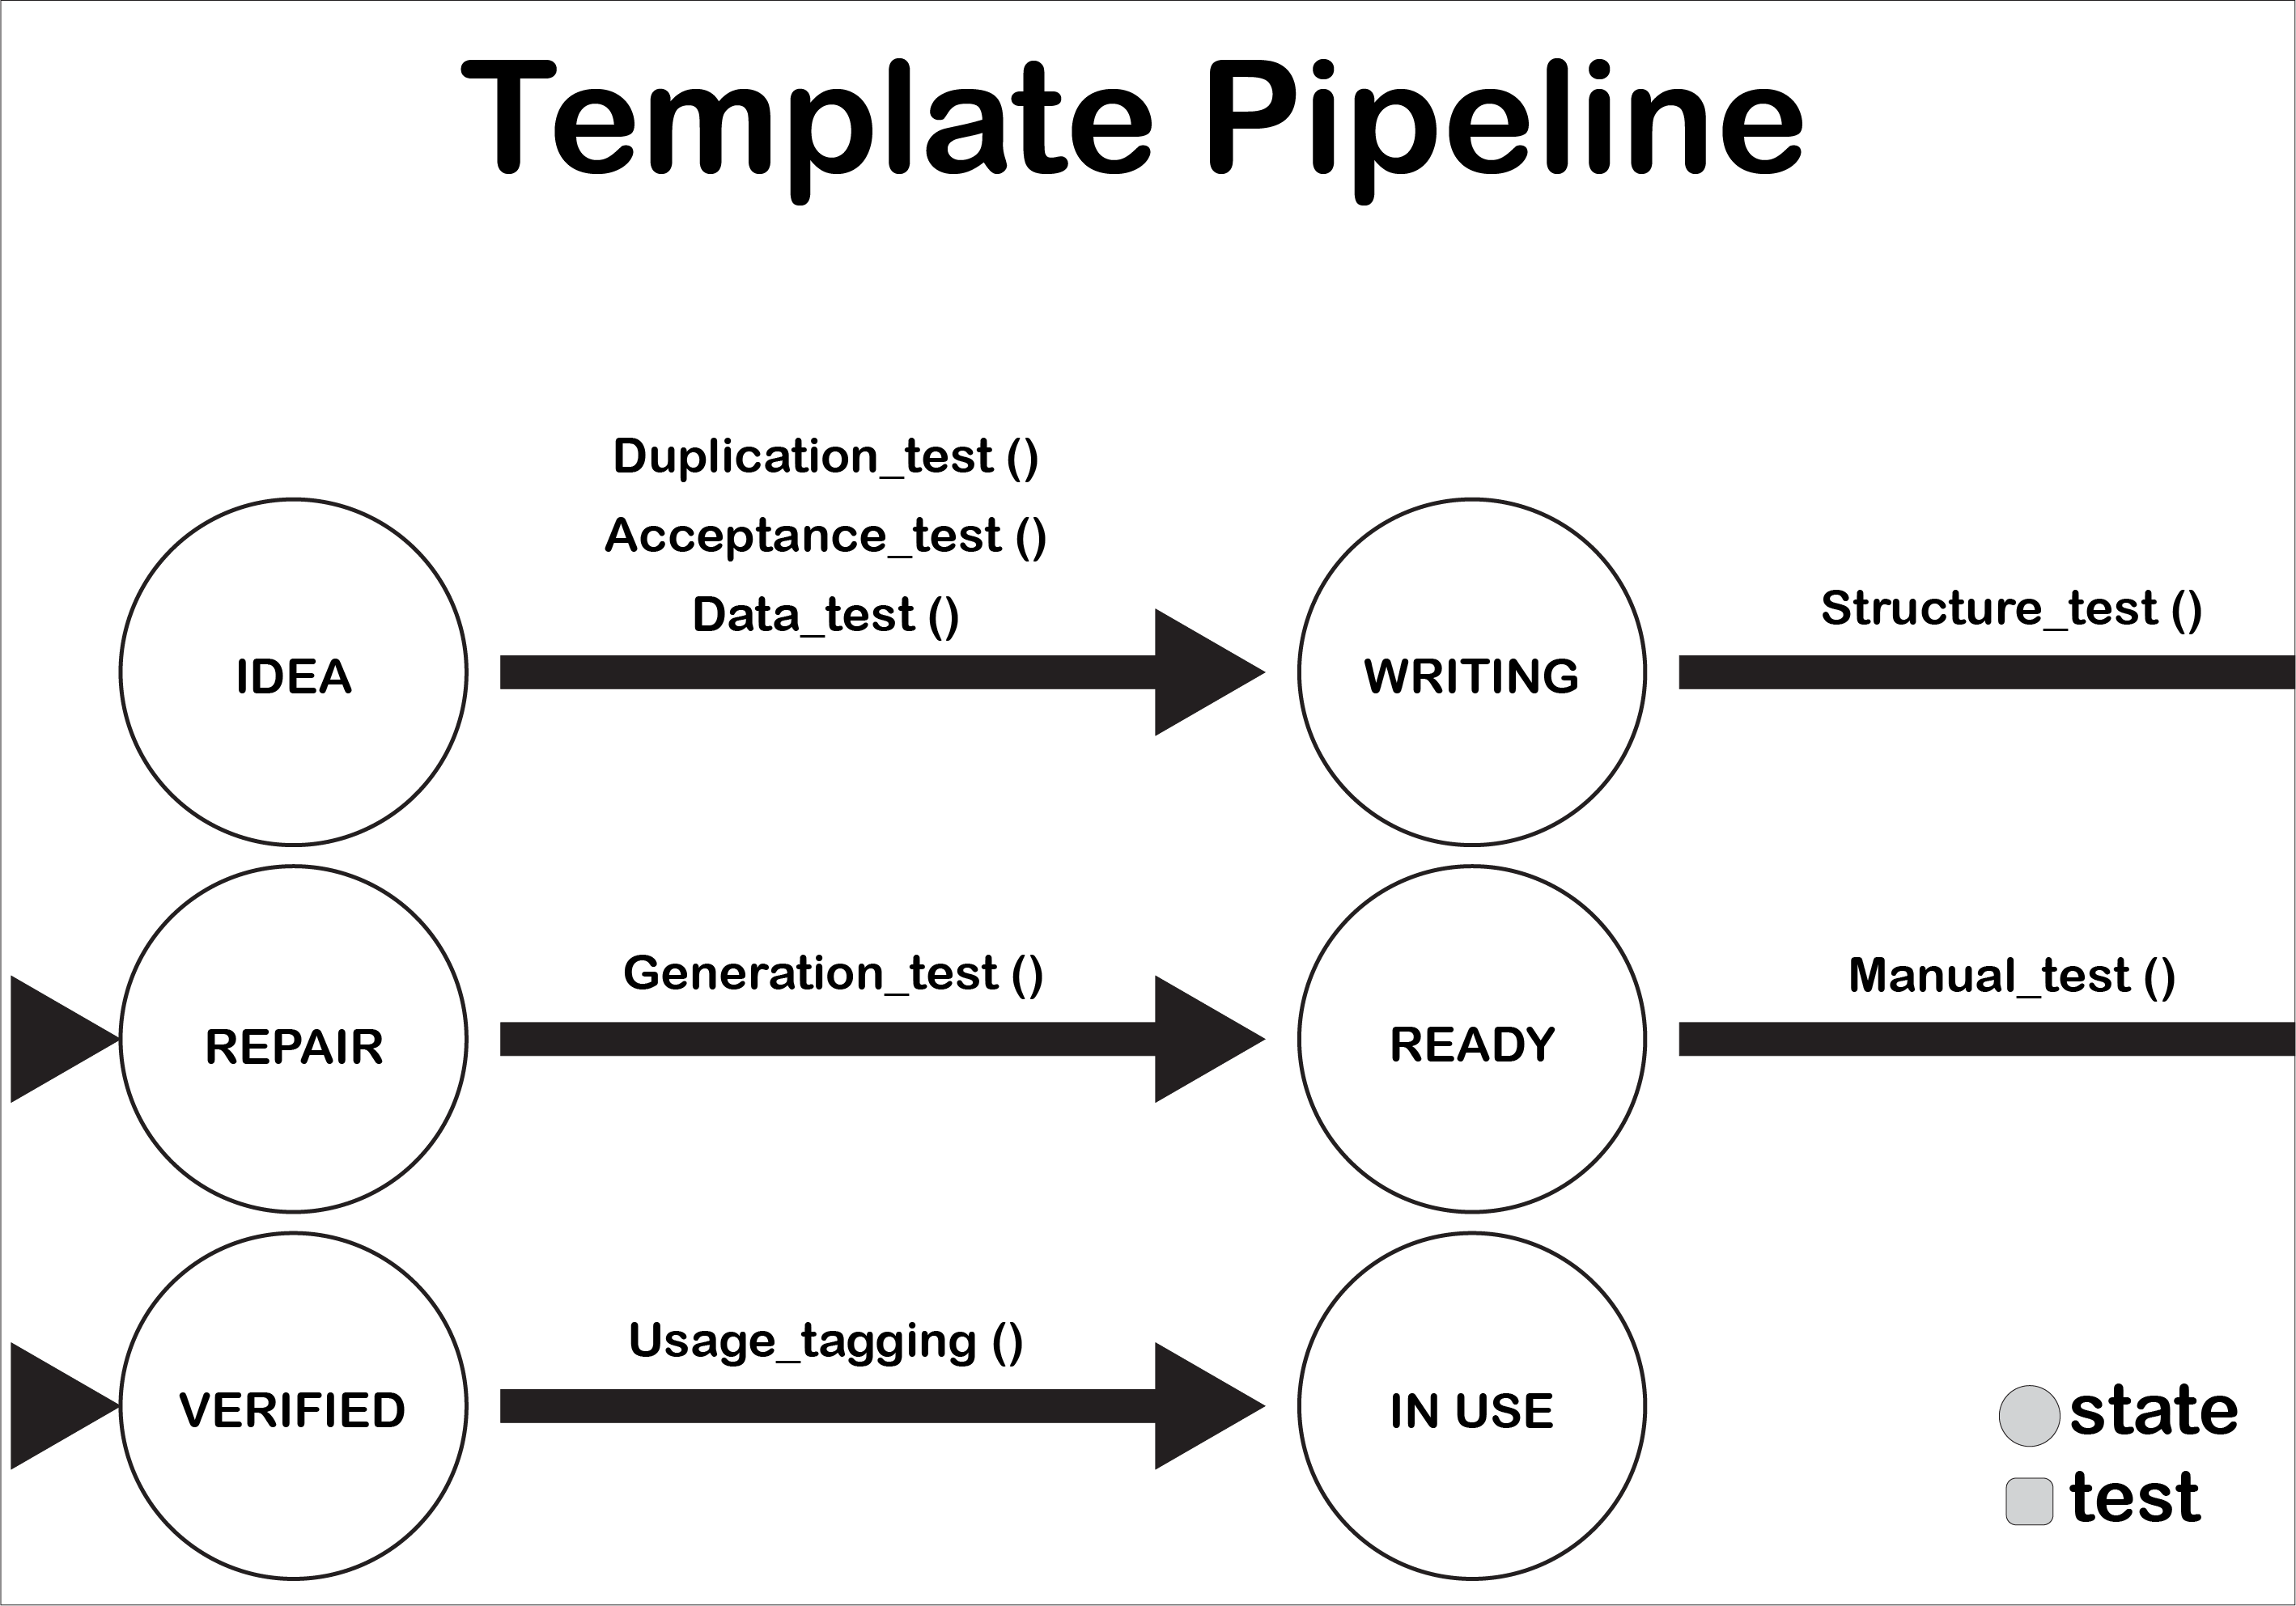 Template Pipeline
Duplication_test ()
Acceptance_test ()
Data_test ()
Structure_test ()
IDEA
WRITING
Generation_test ()
Manual_test ()
REPAIR
READY
Usage_tagging ()
VERIFIED
IN USE
state
test